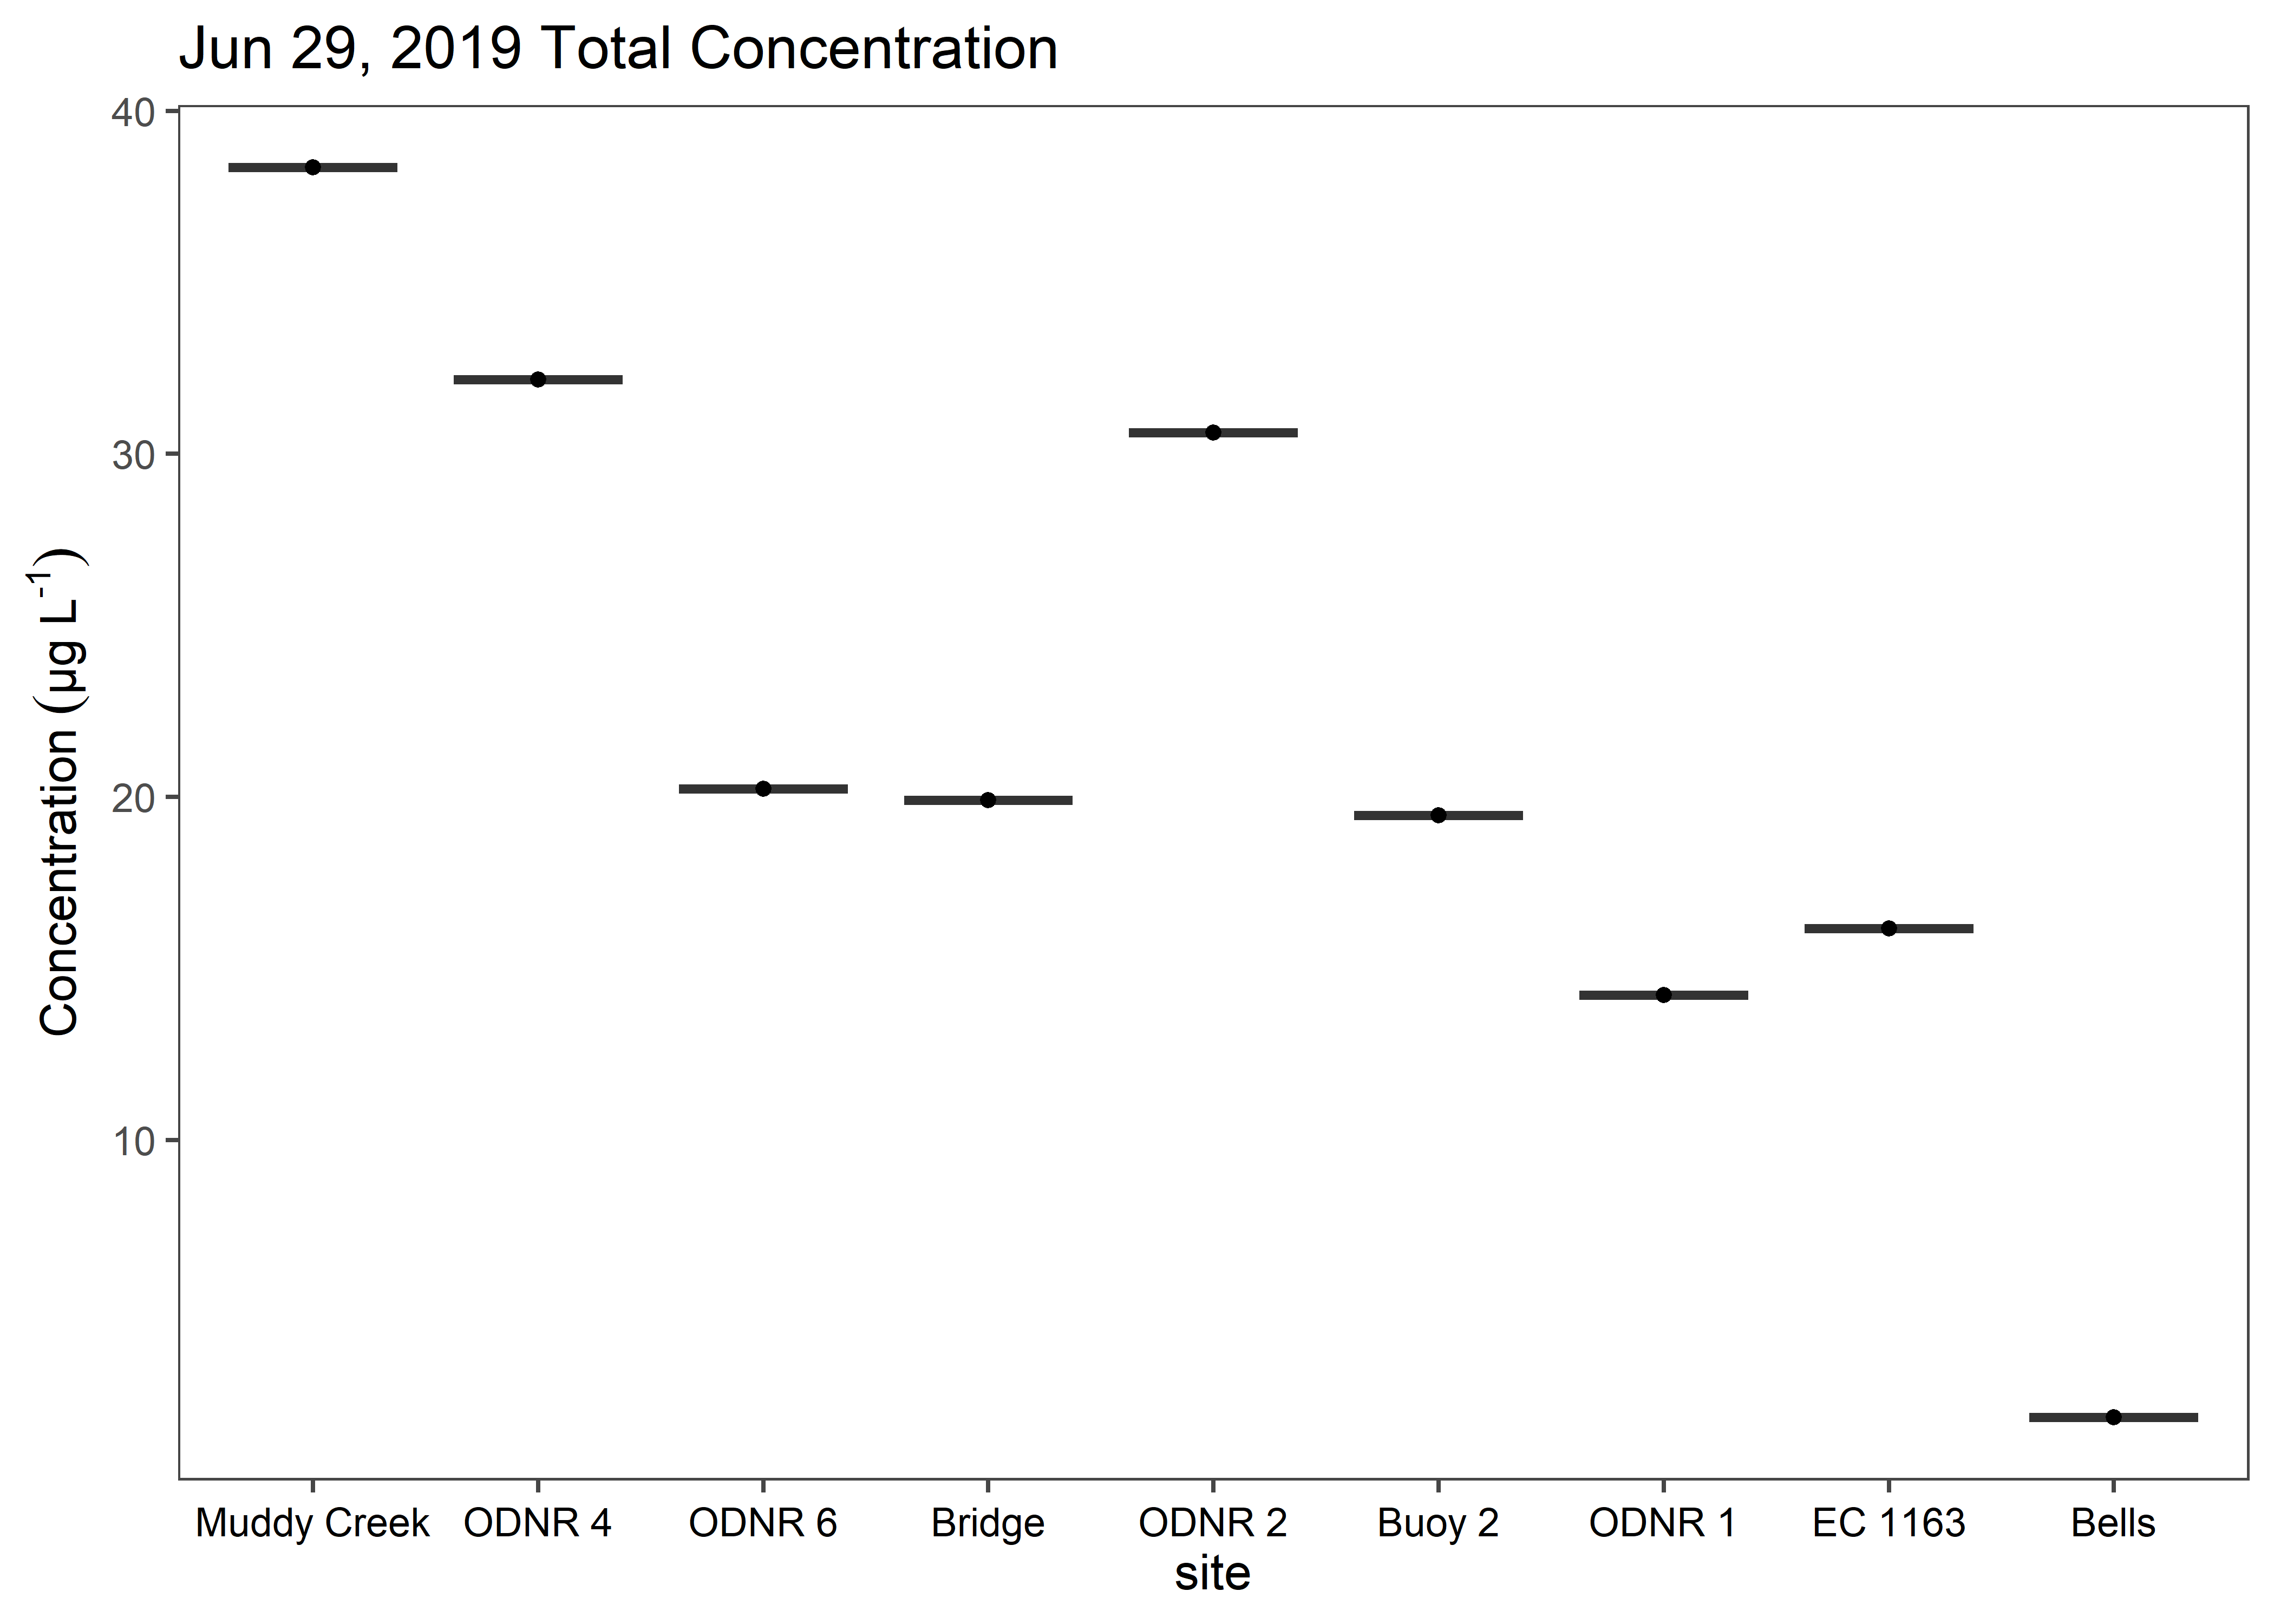 Jun 29, 2019 Total Concentration
40
30
20
10
Concentration (µg L⁻¹)
Muddy Creek ODNR 4 ODNR 6 Bridge ODNR 2 Buoy 2 ODNR 1 EC 1163 Bells
site